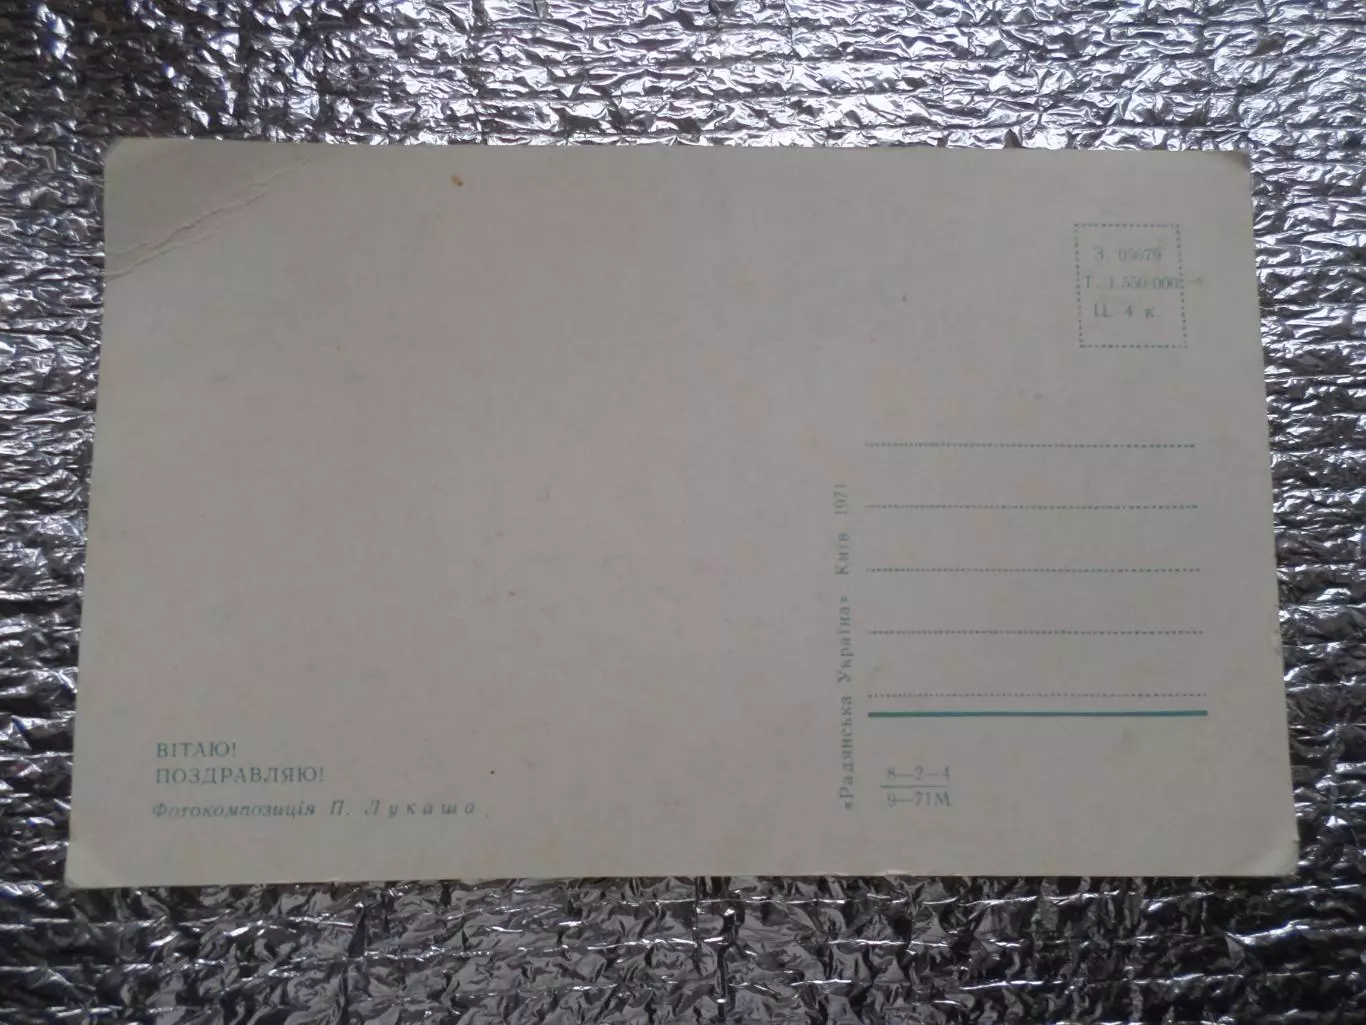 З. 05679
Т. 1.550.000
Ц. 4 к.
«Радянська Україна». Київ. 1971
ВІТАЮ!
ПОЗДРАВЛЯЮ!
Фотокомпозиція П. Лукаша
8—2—4
9—71М